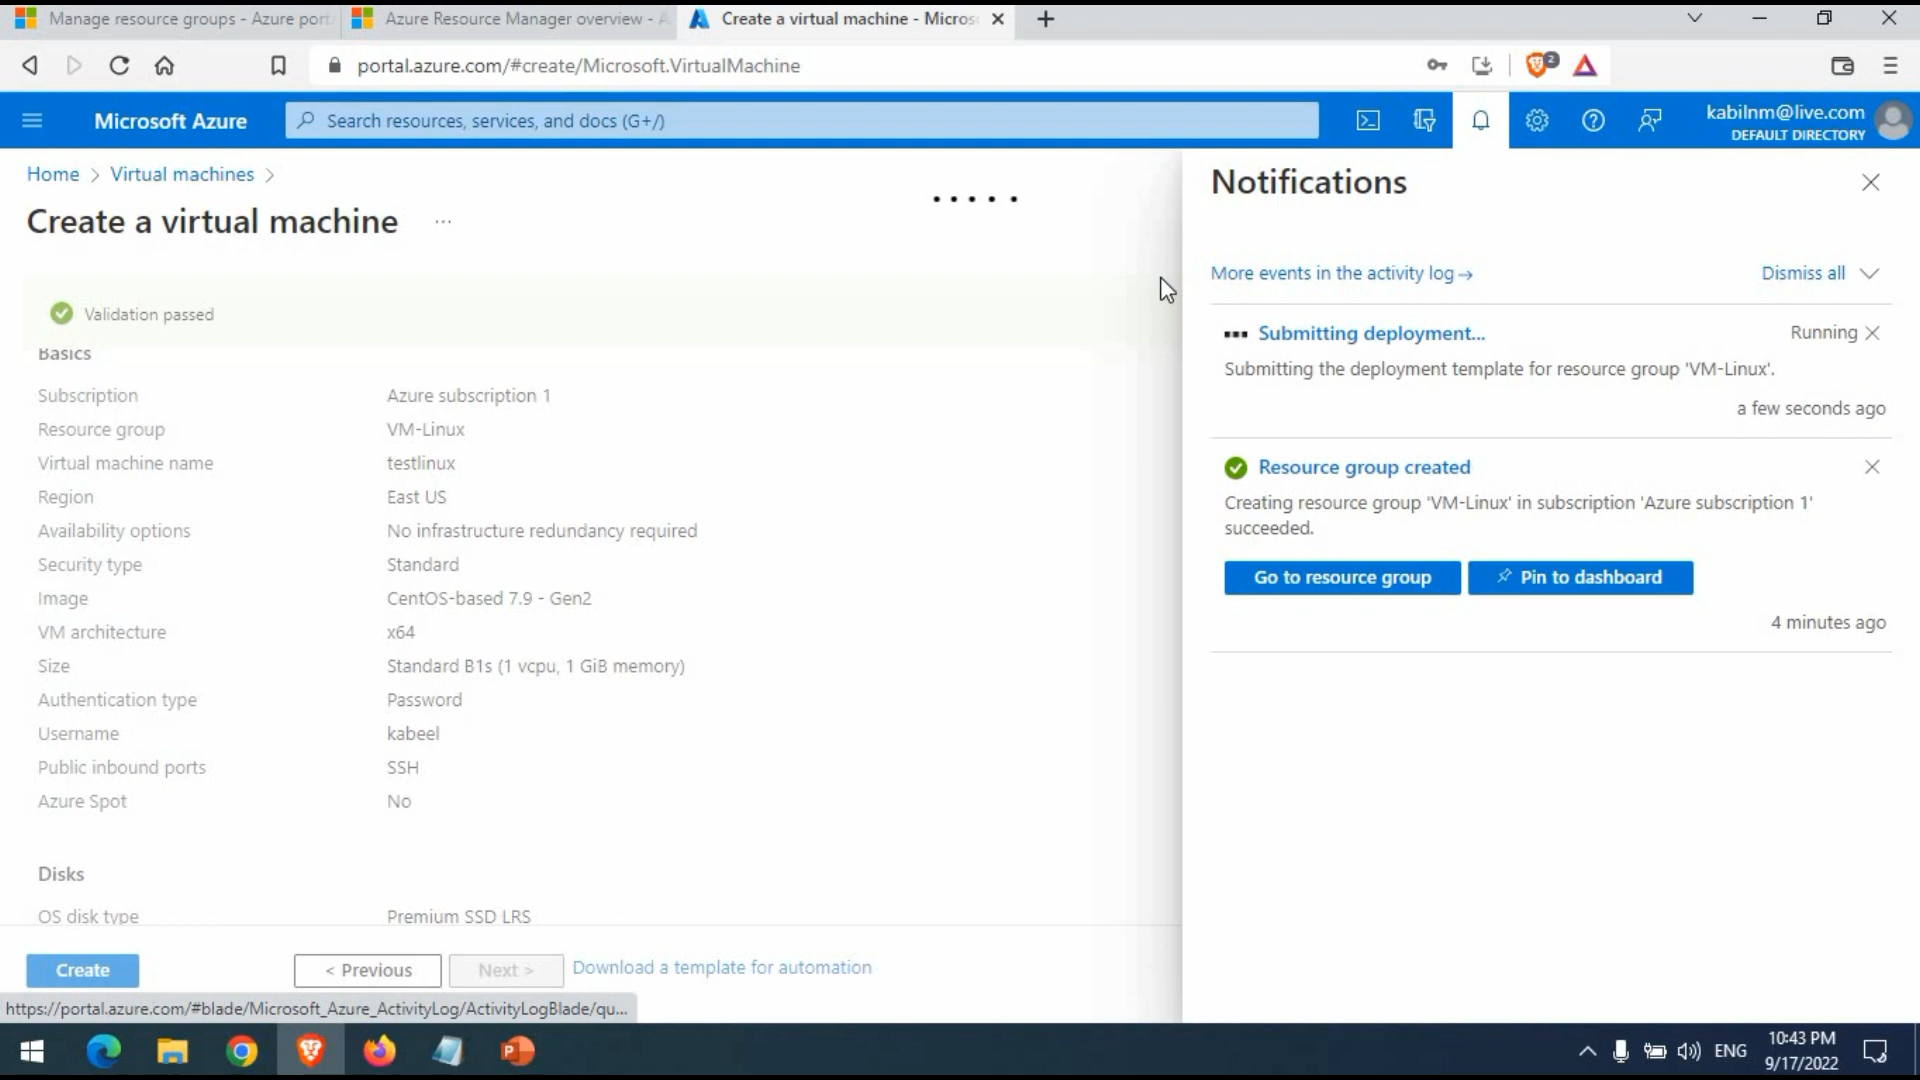 Manage resource groups - Azure port
Azure Resource Manager overview - A
Create a virtual machine - Micros
portal.azure.com/#create/Microsoft.VirtualMachine
2
Microsoft Azure
Search resources, services, and docs (G+/)
kabilnm@live.com
DEFAULT DIRECTORY
Home > Virtual machines >
Create a virtual machine ...
Validation passed
Basics
Subscription Azure subscription 1
Resource group VM-Linux
Virtual machine name testlinux
Region East US
Availability options No infrastructure redundancy required
Security type Standard
Image CentOS-based 7.9 - Gen2
VM architecture x64
Size Standard B1s (1 vcpu, 1 GiB memory)
Authentication type Password
Username kabeel
Public inbound ports SSH
Azure Spot No
Disks
OS disk type Premium SSD LRS
Create
< Previous
Next >
Download a template for automation
https://portal.azure.com/#blade/Microsoft_Azure_ActivityLog/ActivityLogBlade/qu...
Notifications
More events in the activity log →
Dismiss all
Submitting deployment...
Running
Submitting the deployment template for resource group 'VM-Linux'.
a few seconds ago
Resource group created
Creating resource group 'VM-Linux' in subscription 'Azure subscription 1'
succeeded.
Go to resource group
Pin to dashboard
4 minutes ago
ENG
10:43 PM
9/17/2022